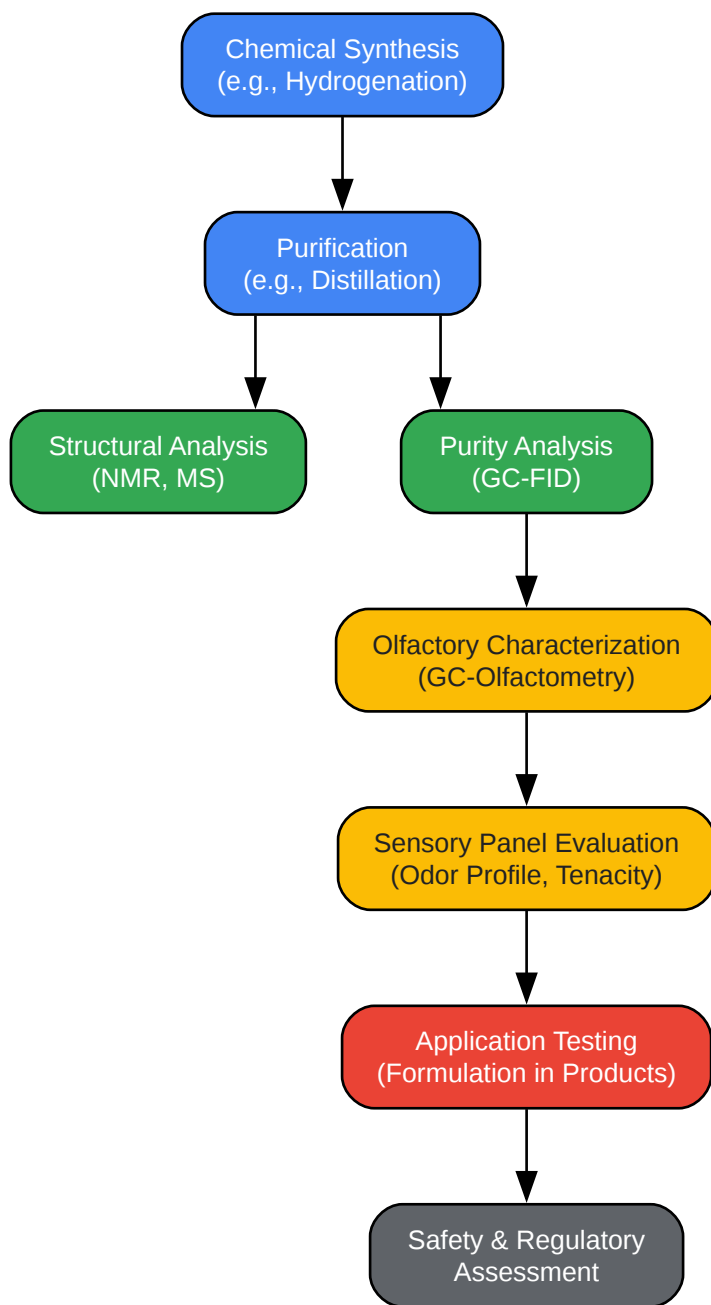 Chemical Synthesis
(e.g., Hydrogenation)
Purification
(e.g., Distillation)
Structural Analysis
(NMR, MS)
Purity Analysis
(GC-FID)
Olfactory Characterization
(GC-Olfactometry)
Sensory Panel Evaluation
(Odor Profile, Tenacity)
Application Testing
(Formulation in Products)
Safety & Regulatory
Assessment